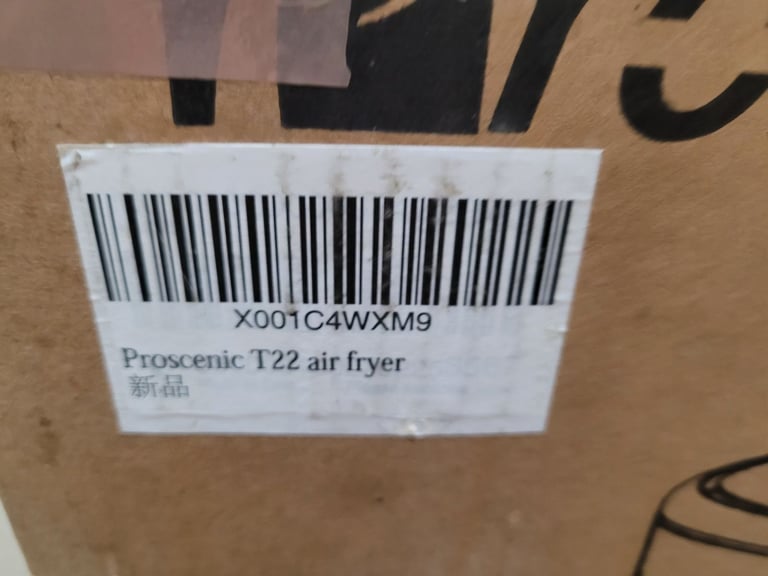 X001C4WXM9
Proscenic T22 air fryer
新品